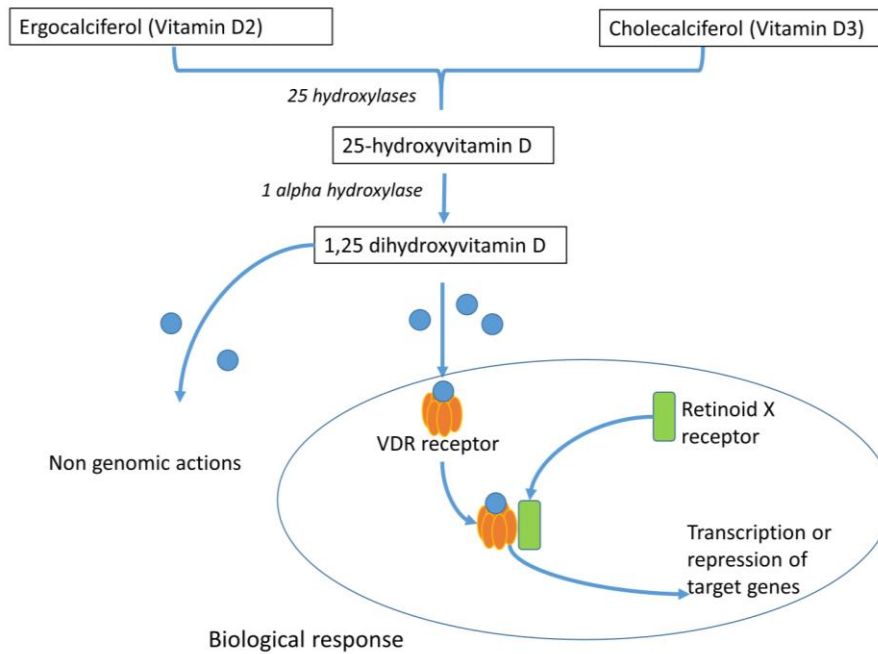 Ergocalciferol (Vitamin D2)
Cholecalciferol (Vitamin D3)
25 hydroxylases
25-hydroxyvitamin D
1 alpha hydroxylase
1,25 dihydroxyvitamin D
Retinoid X
receptor
VDR receptor
Non genomic actions
Transcription or
repression of
target genes
Biological response